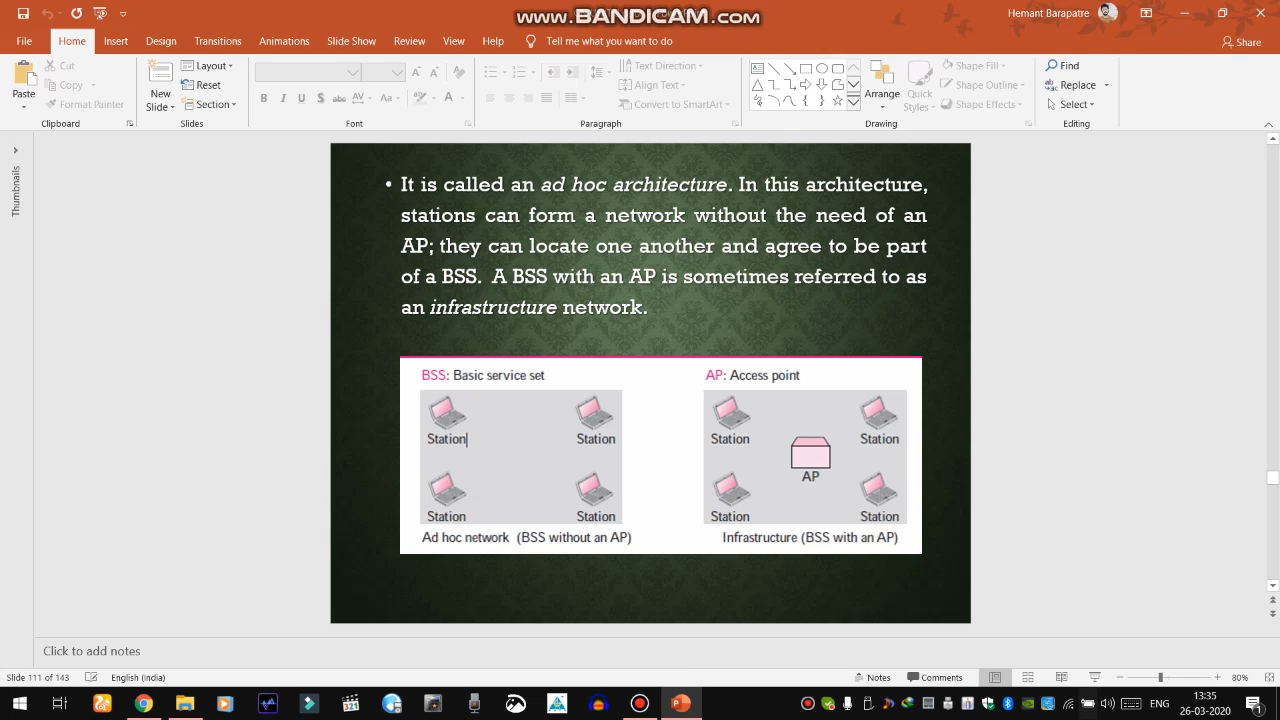 www.BANDICAM.com
Hemant Barapatre
File Home Insert Design Transitions Animations Slide Show Review View Help Tell me what you want to do Share
Cut
Copy
Format Painter
Paste
Clipboard
New
Slide
Layout
Reset
Section
Slides
B I U S abc AV Aa A
Font
Text Direction
Align Text
Convert to SmartArt
Paragraph
Arrange
Quick
Styles
Shape Fill
Shape Outline
Shape Effects
Drawing
Find
Replace
Select
Editing
Thumbnails
• It is called an ad hoc architecture. In this architecture,
stations can form a network without the need of an
AP; they can locate one another and agree to be part
of a BSS. A BSS with an AP is sometimes referred to as
an infrastructure network.
BSS: Basic service set
AP: Access point
Station Station
Station Station
Ad hoc network (BSS without an AP)
Station Station
AP
Station Station
Infrastructure (BSS with an AP)
Click to add notes
Slide 111 of 143 English (India) Notes Comments 80%
ENG
13:35
26-03-2020